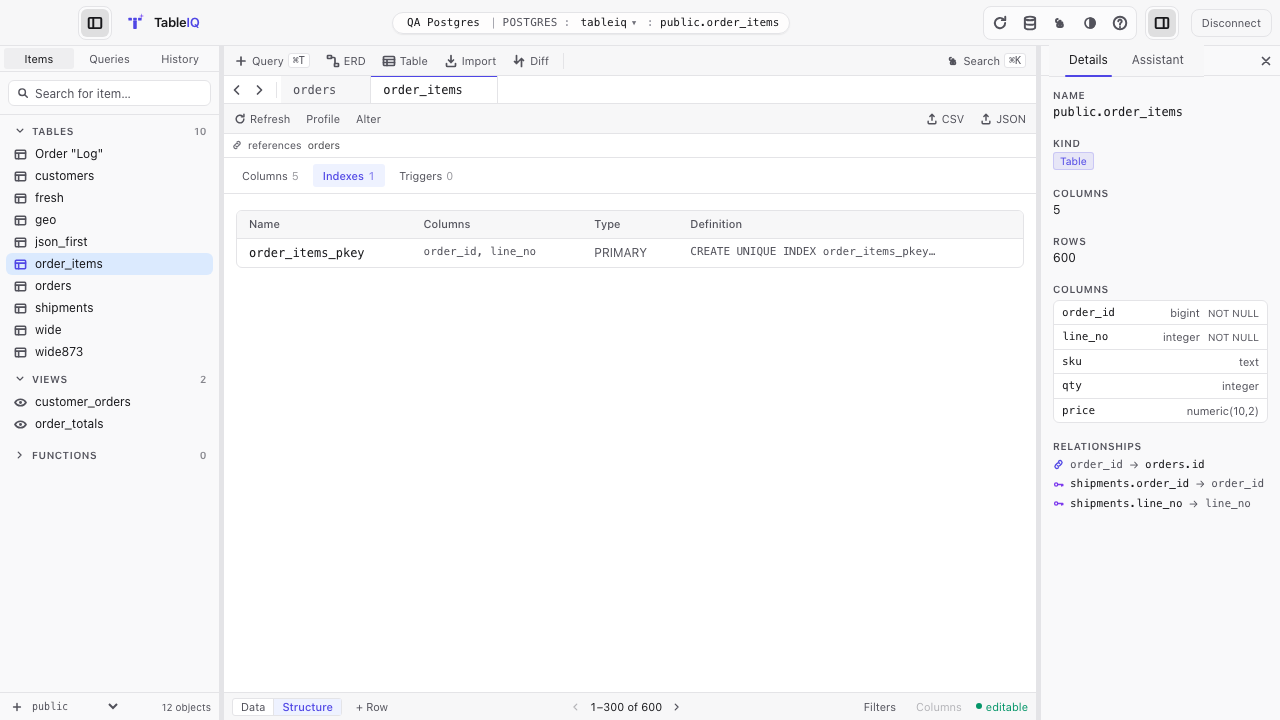 TableIQ
QA Postgres | POSTGRES : tableiq ▾ : public.order_items
Disconnect
Items Queries History
Search for item...
TABLES 10
Order "Log"
customers
fresh
geo
json_first
order_items
orders
shipments
wide
wide873
VIEWS 2
customer_orders
order_totals
FUNCTIONS 0
+ public 12 objects
+ Query ⌘T ERD Table Import Diff Search ⌘K
orders order_items
Refresh Profile Alter CSV JSON
references orders
Columns 5 Indexes 1 Triggers 0
Name Columns Type Definition
order_items_pkey order_id, line_no PRIMARY CREATE UNIQUE INDEX order_items_pkey…
Data Structure + Row 1–300 of 600 Filters Columns editable
Details Assistant
NAME
public.order_items
KIND
Table
COLUMNS
5
ROWS
600
COLUMNS
order_id bigint NOT NULL
line_no integer NOT NULL
sku text
qty integer
price numeric(10,2)
RELATIONSHIPS
order_id → orders.id
shipments.order_id → order_id
shipments.line_no → line_no